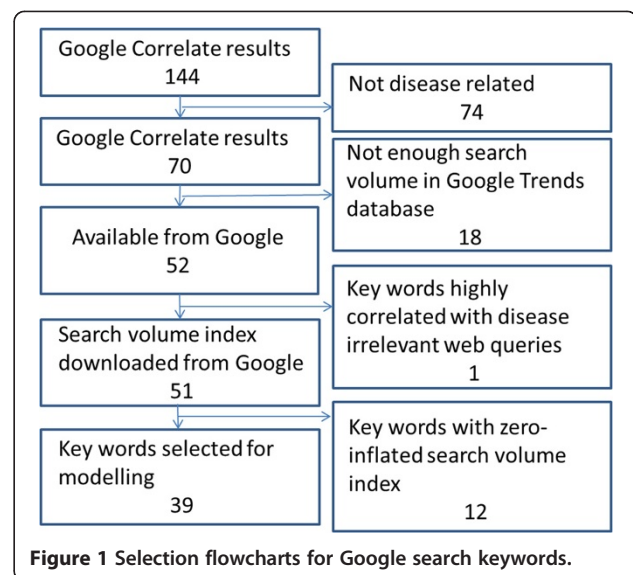 Google Correlate results
144
Not disease related
74
Google Correlate results
70
Not enough search
volume in Google Trends
database
18
Available from Google
52
Key words highly
correlated with disease
irrelevant web queries
1
Search volume index
downloaded from Google
51
Key words with zero-
inflated search volume
index
12
Key words selected for
modelling
39
Figure 1 Selection flowcharts for Google search keywords.